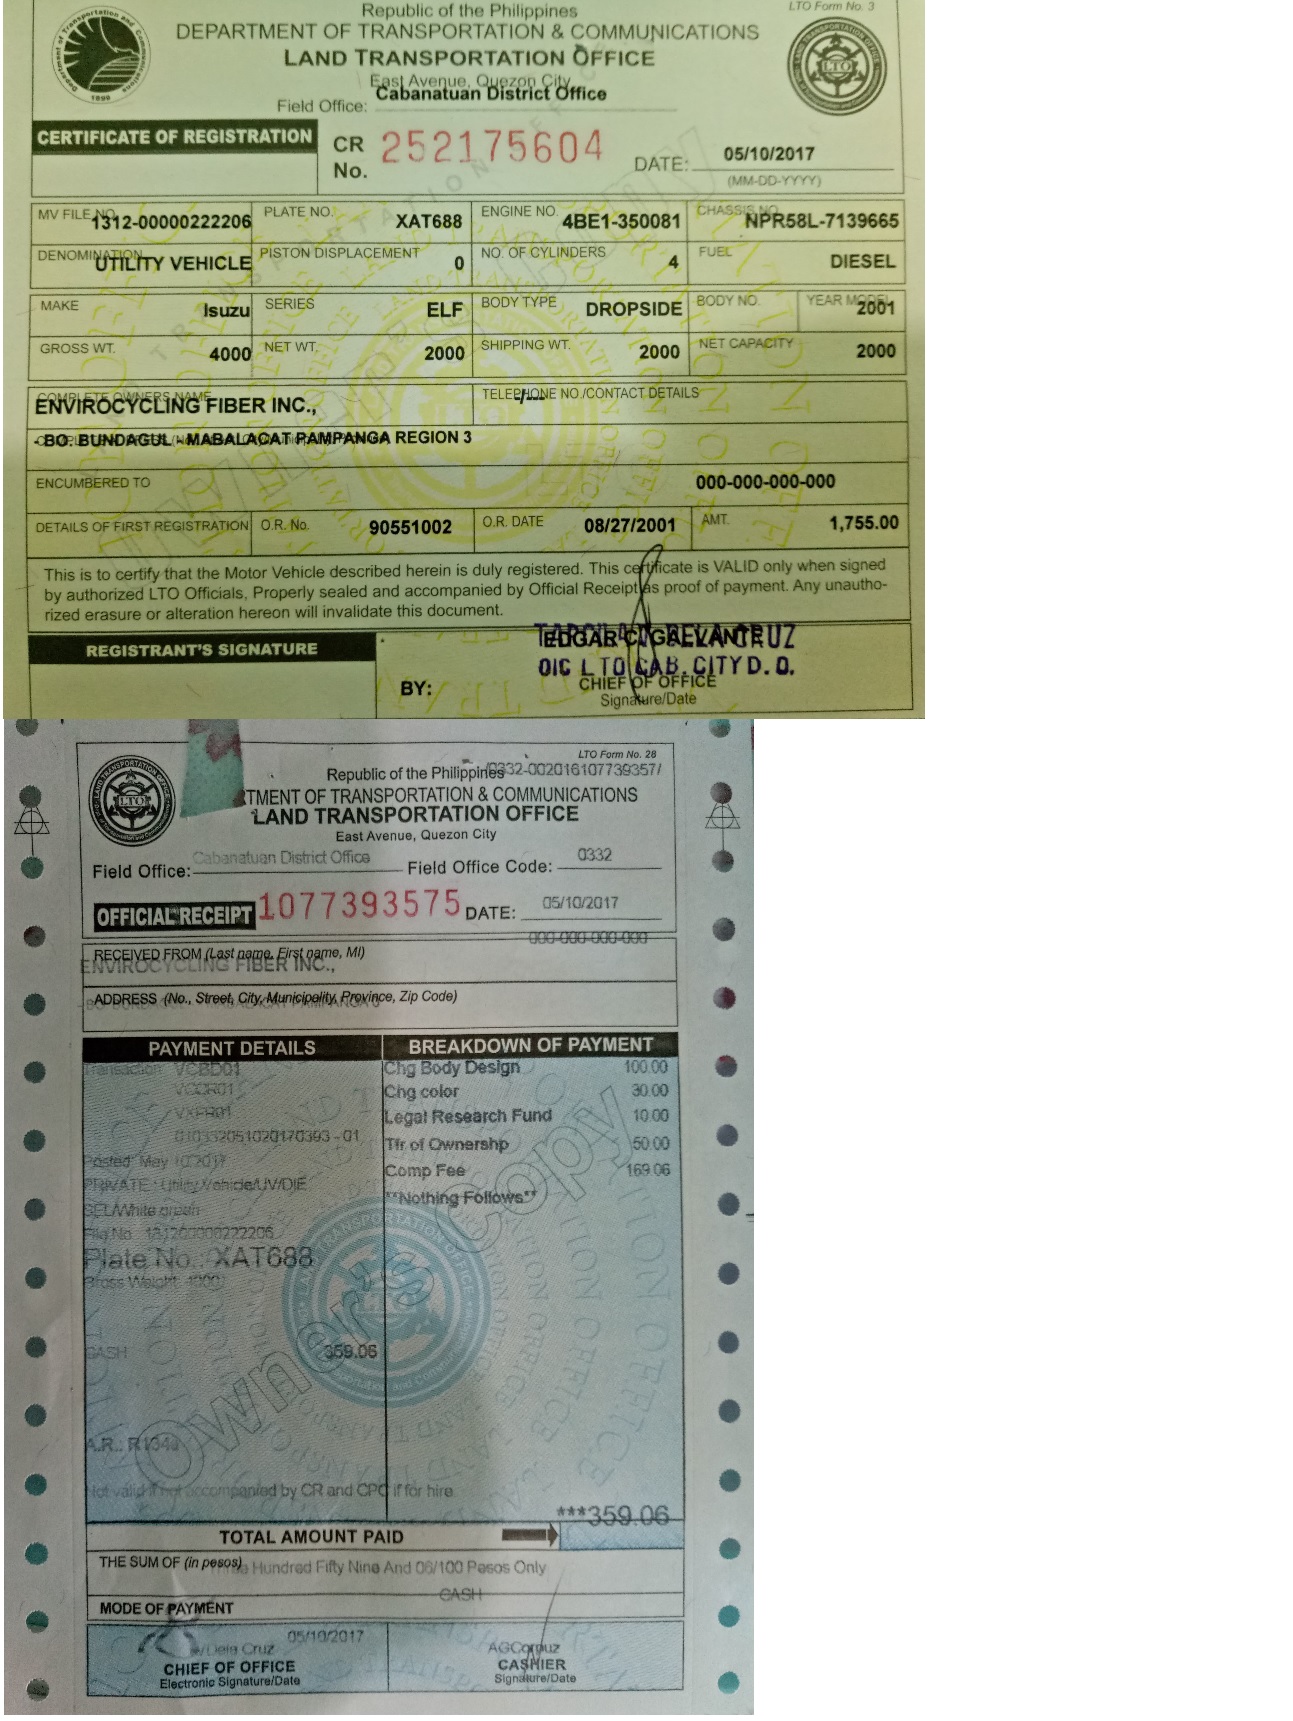 Republic of the Philippines
LTO Form No. 3
DEPARTMENT OF TRANSPORTATION & COMMUNICATIONS
LAND TRANSPORTATION OFFICE
East Avenue, Quezon City
Field Office: Cabanatuan District Office
CERTIFICATE OF REGISTRATION
CR No. 252175604
DATE: 05/10/2017
(MM-DD-YYYY)
MV FILE NO. 1312-00000222206 PLATE NO. XAT688 ENGINE NO. 4BE1-350081 CHASSIS NO. NPR58L-7139665
DENOMINATION UTILITY VEHICLE PISTON DISPLACEMENT 0 NO. OF CYLINDERS 4 FUEL DIESEL
MAKE Isuzu SERIES ELF BODY TYPE DROPSIDE BODY NO. YEAR MODEL 2001
GROSS WT. 4000 NET WT. 2000 SHIPPING WT. 2000 NET CAPACITY 2000
COMPLETE OWNERS NAME TELEPHONE NO./CONTACT DETAILS
ENVIROCYCLING FIBER INC.,
BO. BUNDAGUL - MABALACAT PAMPANGA REGION 3
ENCUMBERED TO 000-000-000-000
DETAILS OF FIRST REGISTRATION O.R. No. 90551002 O.R. DATE 08/27/2001 AMT. 1,755.00
This is to certify that the Motor Vehicle described herein is duly registered. This certificate is VALID only when signed
by authorized LTO Officials, Properly sealed and accompanied by Official Receipt as proof of payment. Any unautho-
rized erasure or alteration hereon will invalidate this document.
REGISTRANT'S SIGNATURE
EDGAR C. GALVANTE
OIC LTO CAB. CITY D.O.
BY: CHIEF OF OFFICE
Signature/Date
LTO Form No. 28
Republic of the Philippines /0332-002016107739357/
TMENT OF TRANSPORTATION & COMMUNICATIONS
LAND TRANSPORTATION OFFICE
East Avenue, Quezon City
Field Office: Cabanatuan District Office Field Office Code: 0332
OFFICIAL RECEIPT 1077393575 DATE: 05/10/2017
000-000-000-000
RECEIVED FROM (Last name, First name, MI)
ENVIROCYCLING FIBER INC.,
ADDRESS (No., Street, City, Municipality, Province, Zip Code)
PAYMENT DETAILS BREAKDOWN OF PAYMENT
Transaction VCBD01 Chg Body Design 100.00
VCCR01 Chg color 30.00
Legal Research Fund 10.00
Tfr of Ownershp 50.00
Posted May 10 2017 Comp Fee 169.06
PRIVATE : Utility Vehicle/UV/DIE **Nothing Follows**
SEL/White green
File No. 131200000222206
Plate No.: XAT688
Gross Weight: 4000
CASH 359.06
A.R.: R134a
Owner's Copy
Not valid if not accompanied by CR and CPC if for hire
***359.06
TOTAL AMOUNT PAID
THE SUM OF (in pesos) Hundred Fifty Nine And 06/100 Pesos Only
CASH
MODE OF PAYMENT
Dela Cruz 05/10/2017 AGCorpuz
CHIEF OF OFFICE CASHIER
Electronic Signature/Date Signature/Date